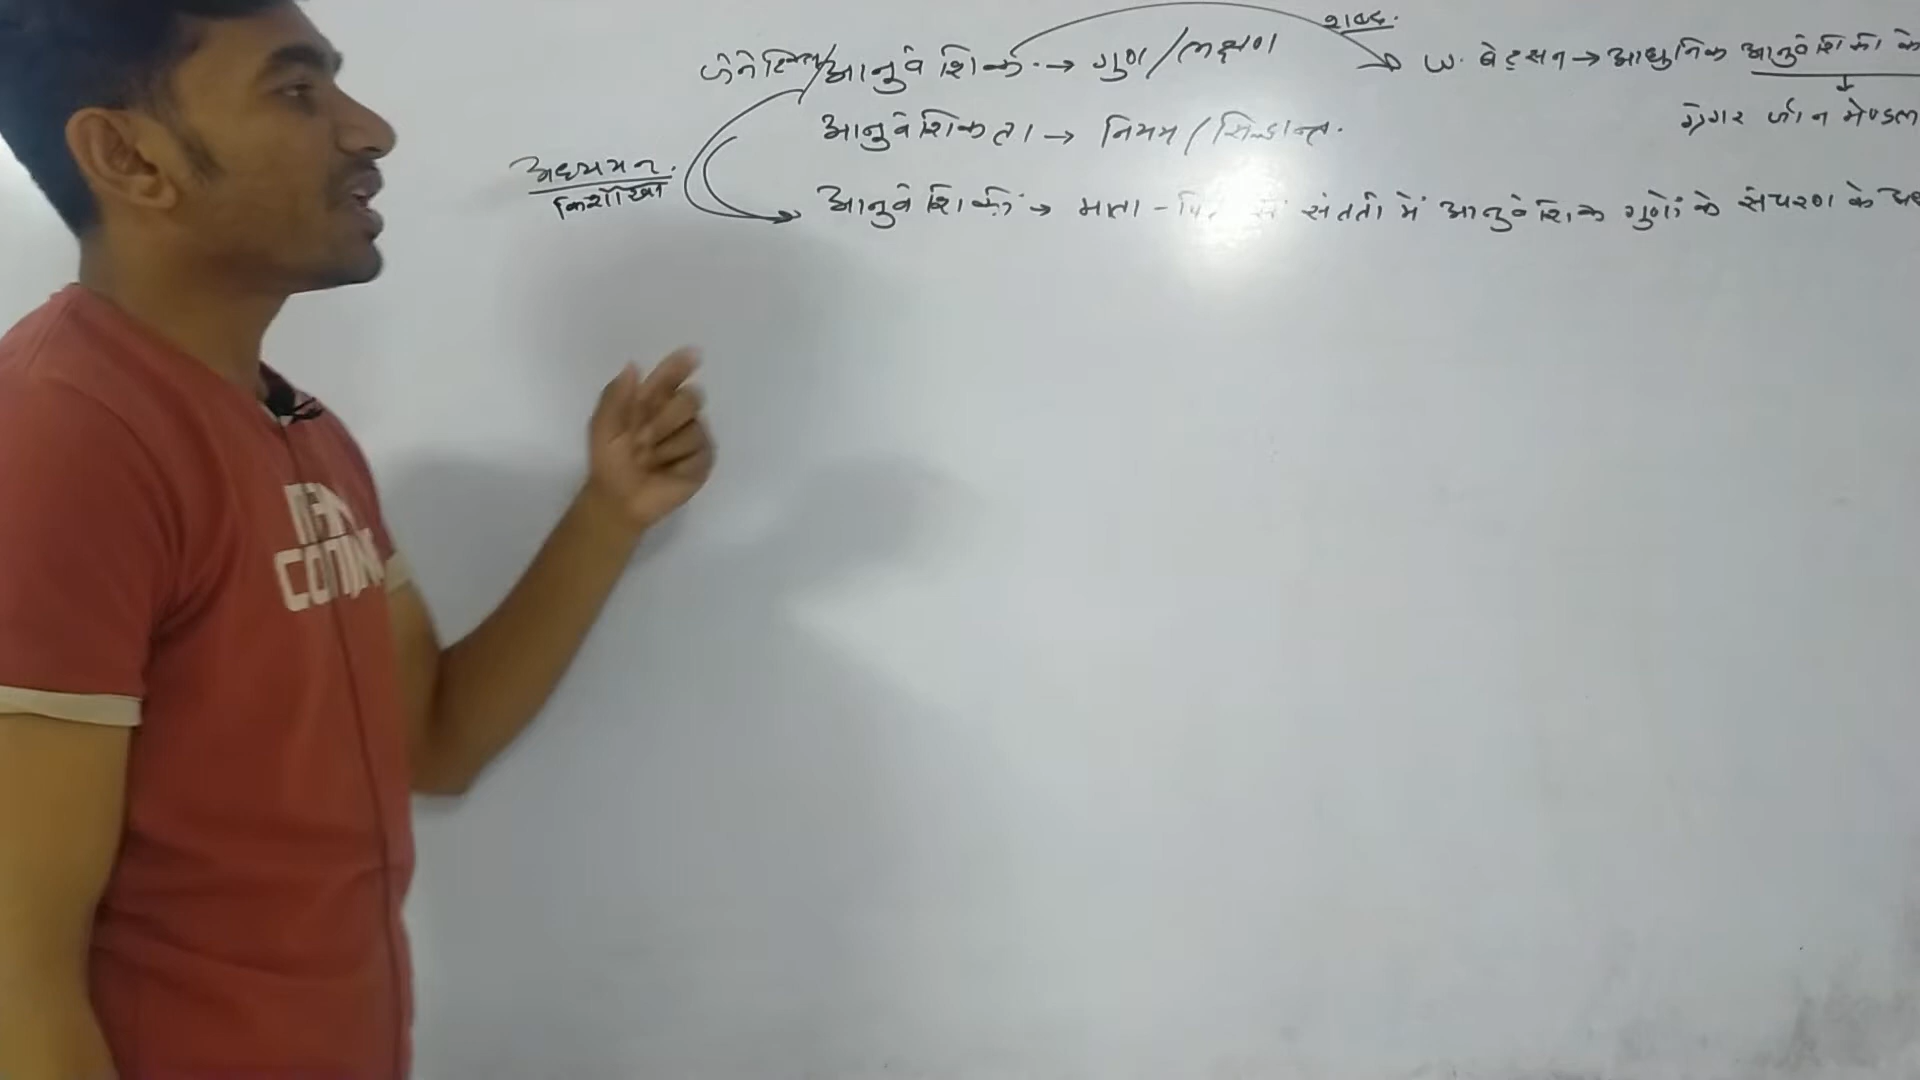 शब्द.
आनुवंशिक → गुण/लक्षण
W. बेटसन → आधुनिक आनुवंशिकी के
ग्रेगर जॉन मेण्डल
आनुवंशिकता → नियम/सिद्धान्त.
अध्ययन.
आनुवंशिकी → माता - में संतती में आनुवंशिक गुणों के संचरण के